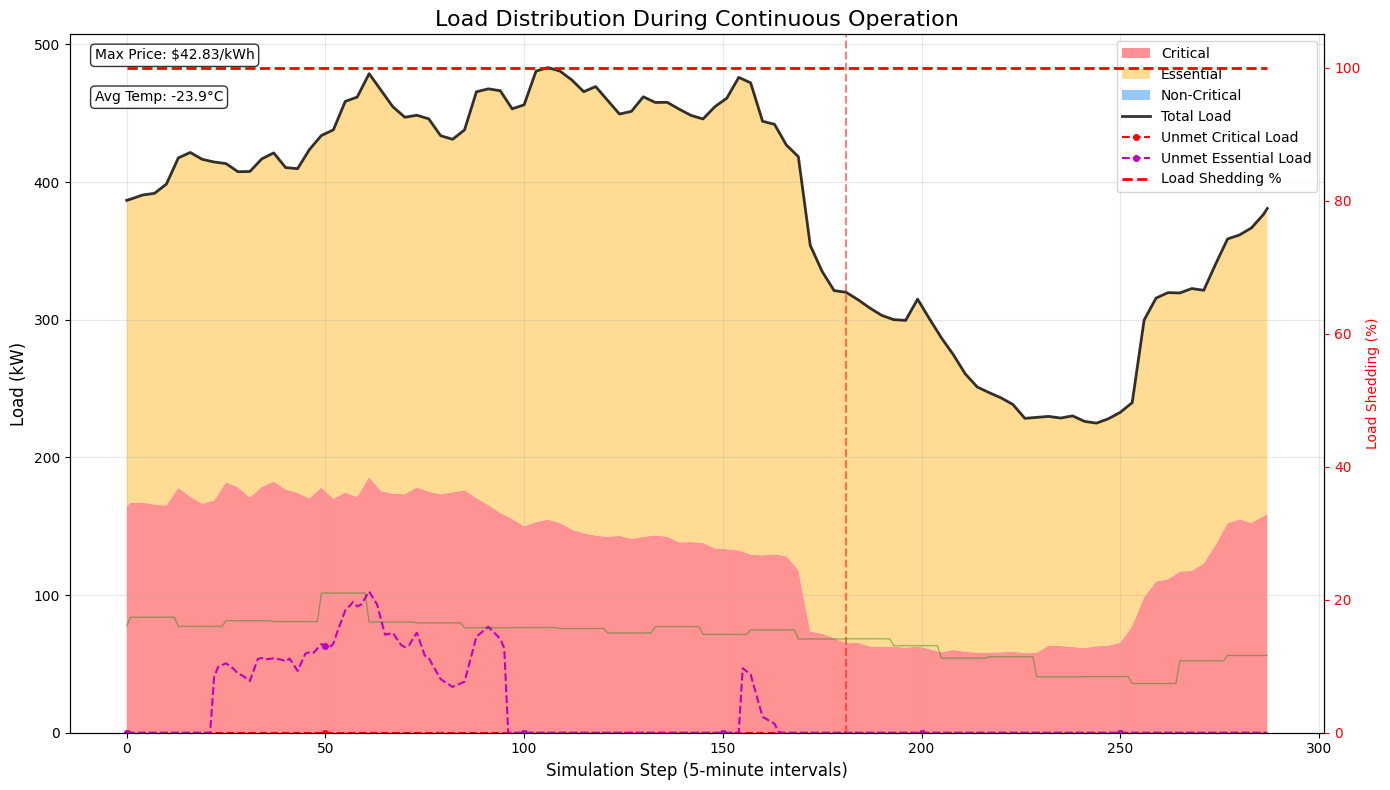 Load Distribution During Continuous Operation
Max Price: $42.83/kWh
Avg Temp: -23.9°C
Critical
Essential
Non-Critical
Total Load
Unmet Critical Load
Unmet Essential Load
Load Shedding %
500
400
300
200
100
0
Load (kW)
100
80
60
40
20
0
Load Shedding (%)
0 50 100 150 200 250 300
Simulation Step (5-minute intervals)